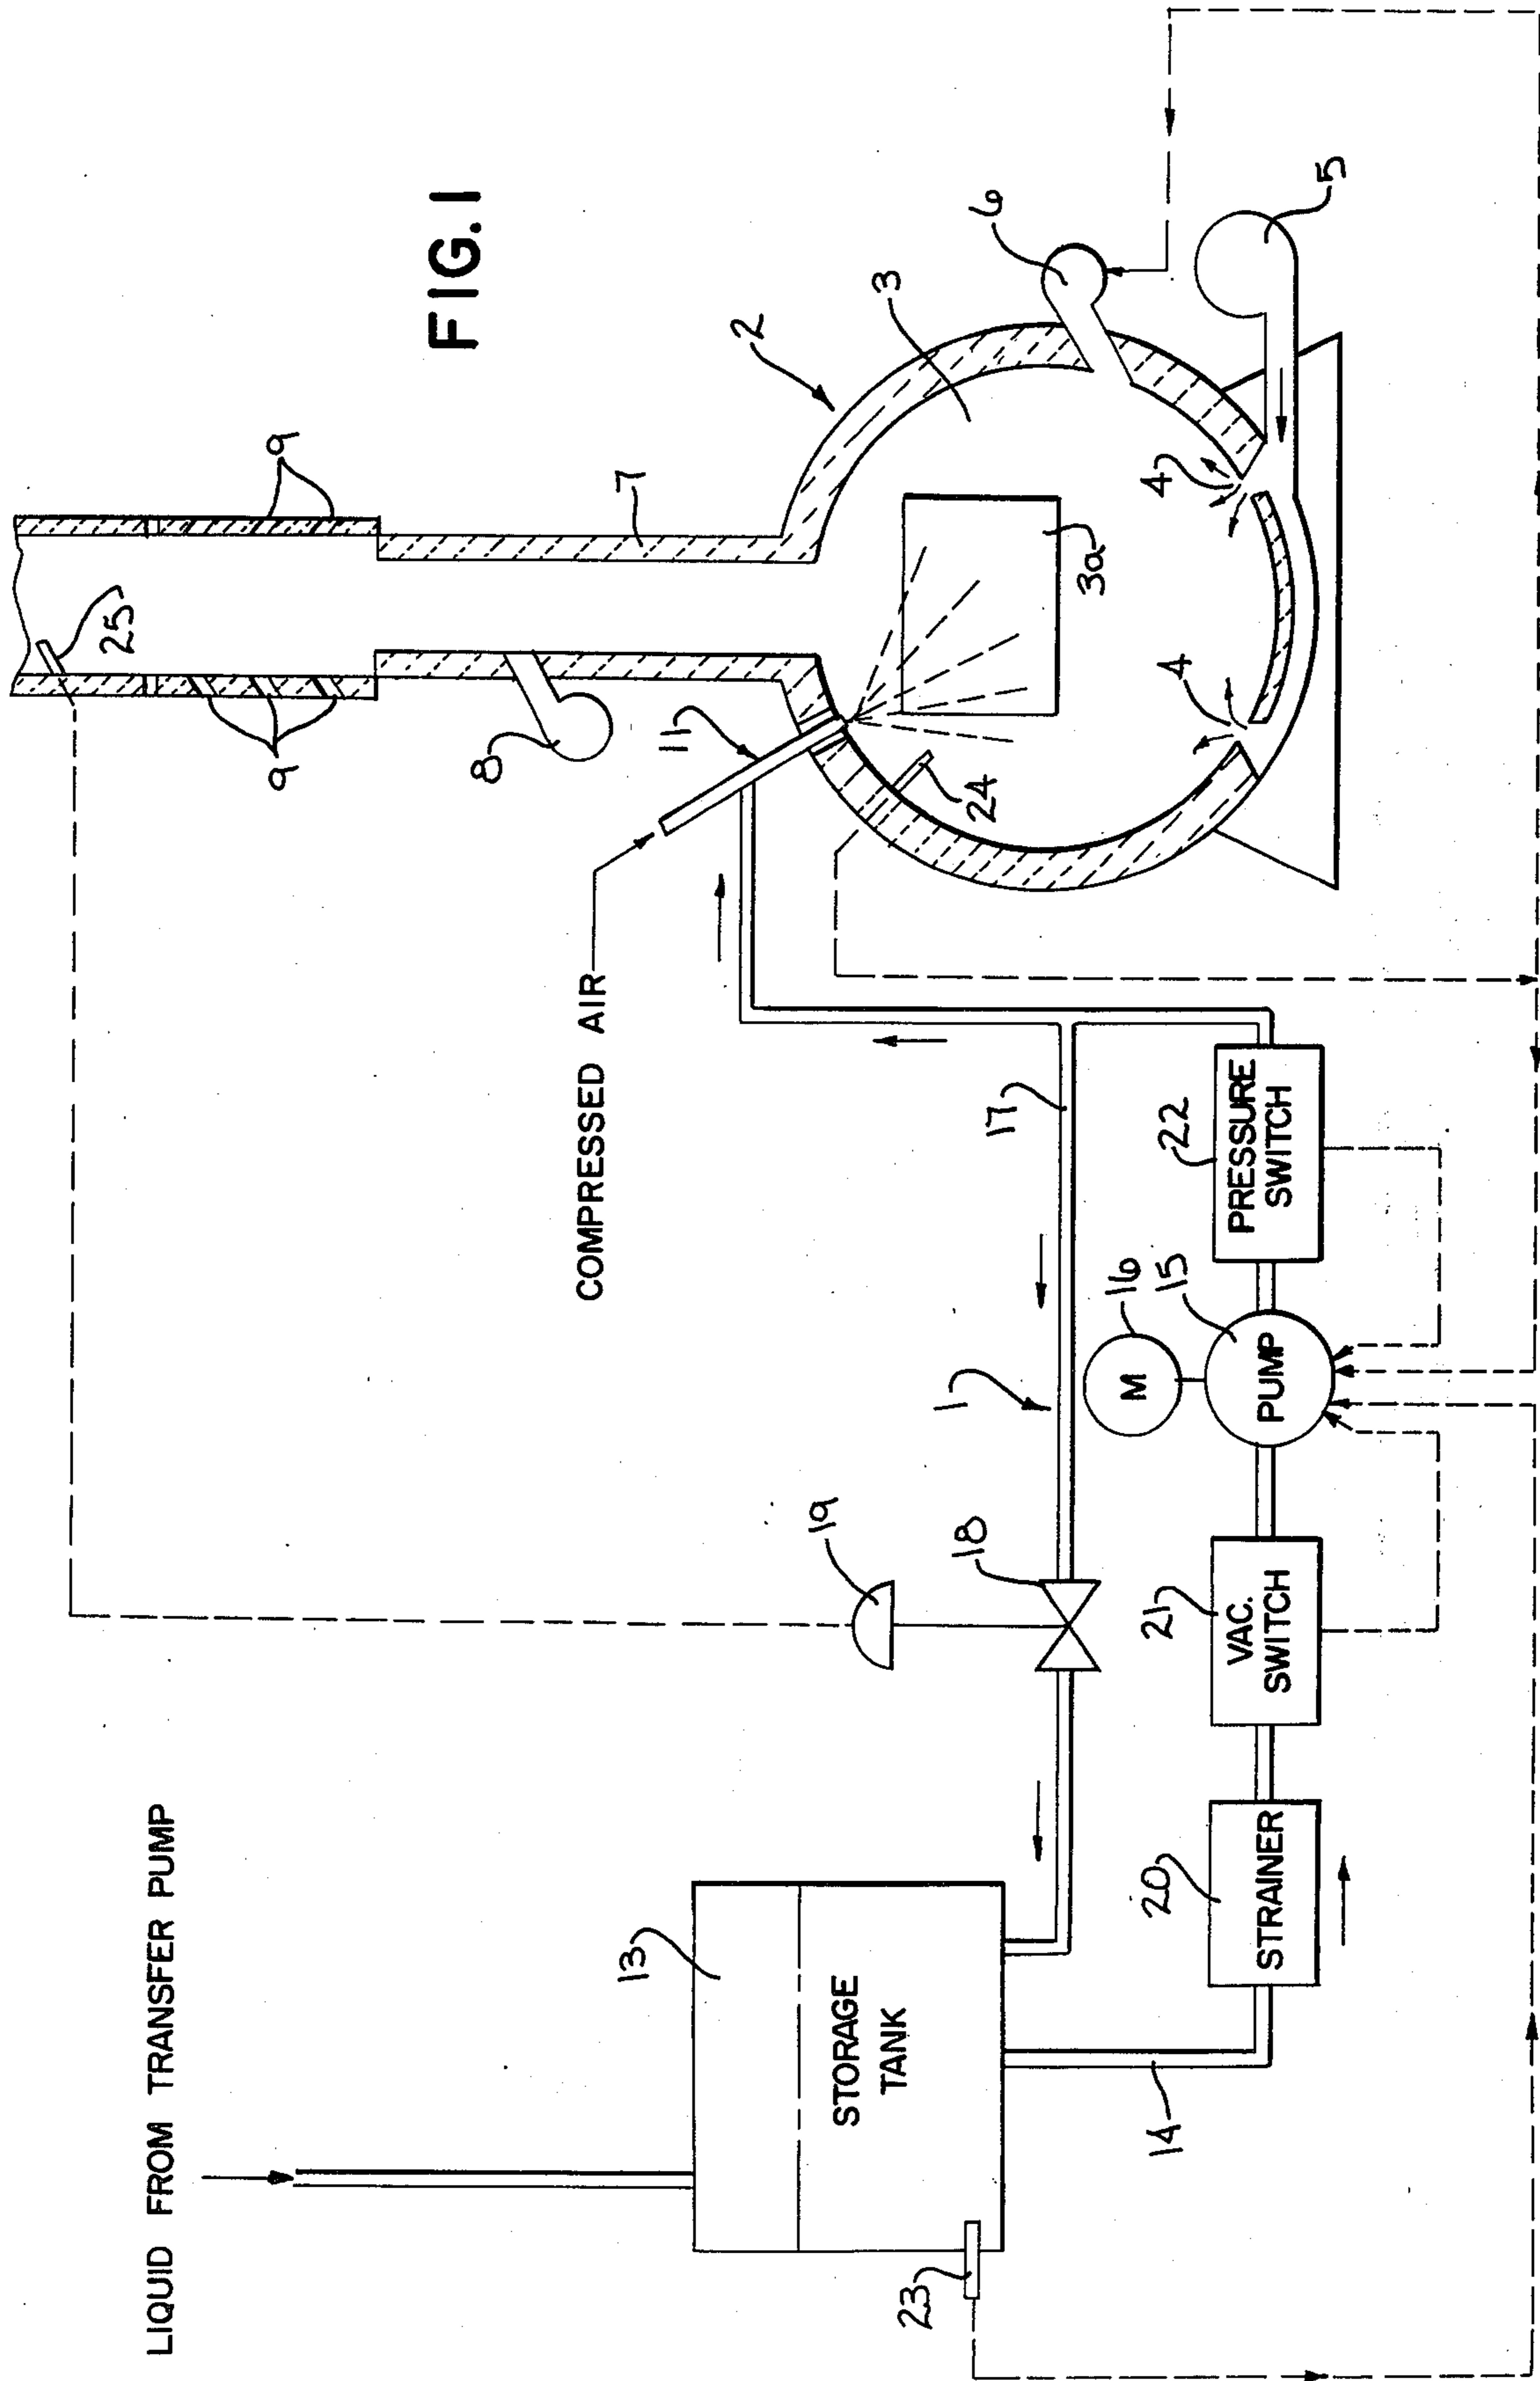 FIG. 1
LIQUID FROM TRANSFER PUMP
COMPRESSED AIR
STORAGE
TANK
STRAINER
VAC.
SWITCH
PUMP
M
PRESSURE
SWITCH
1
2
3
3a
4
4
5
6
7
8
9
9
11
13
14
15
16
17
18
19
20
21
22
23
24
25